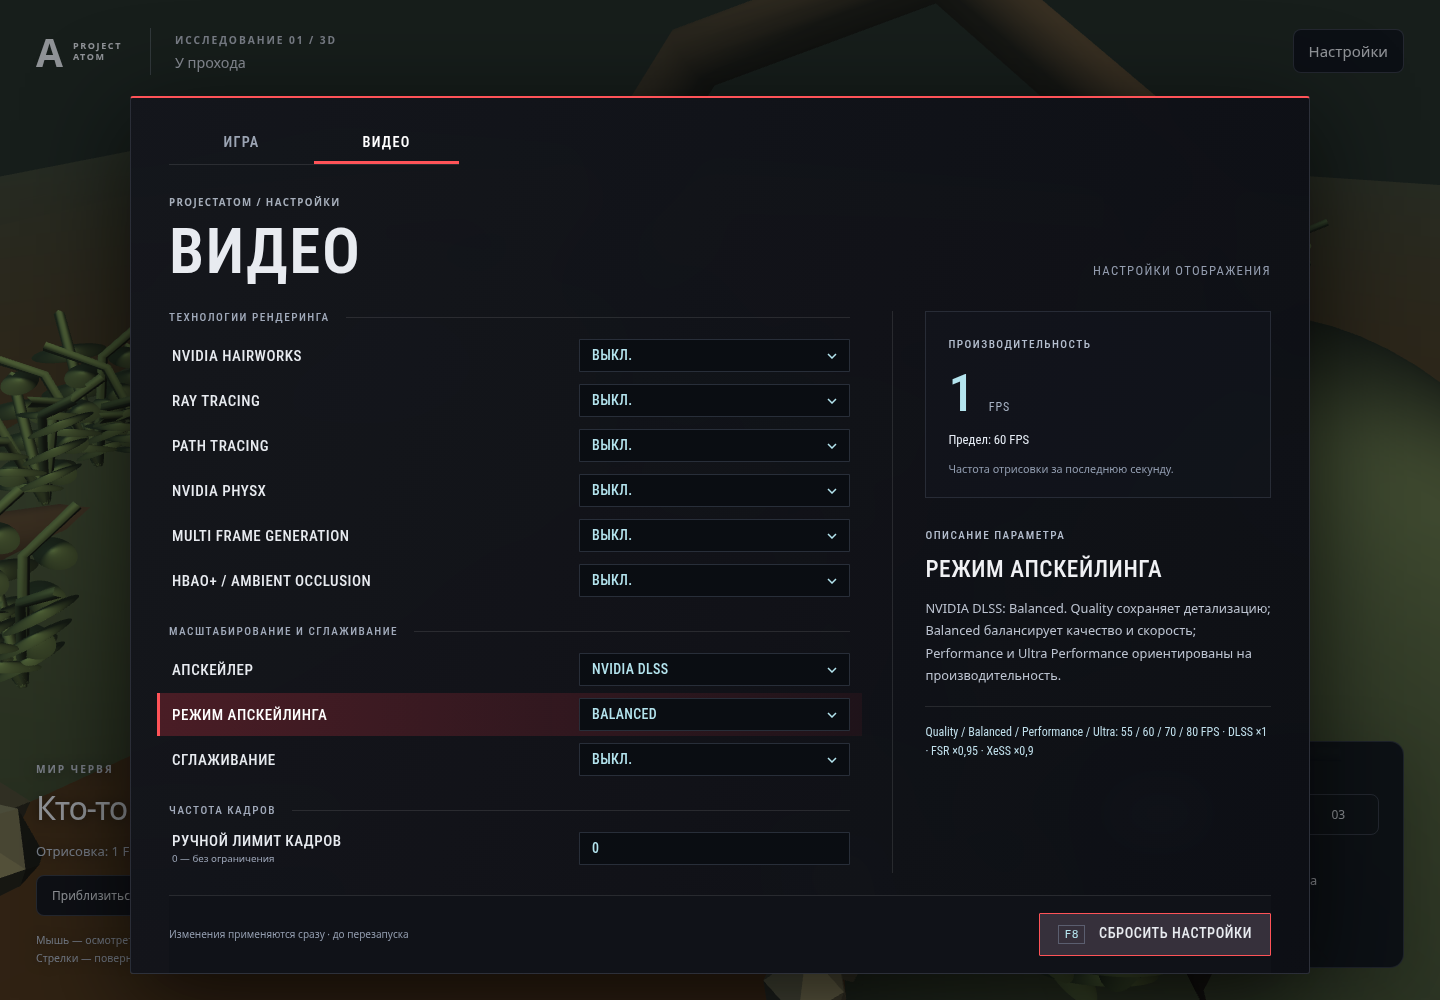 A
PROJECT
ATOM
ИССЛЕДОВАНИЕ 01 / 3D
У прохода
Настройки
ИГРА
ВИДЕО
PROJECTATOM / НАСТРОЙКИ
ВИДЕО
НАСТРОЙКИ ОТОБРАЖЕНИЯ
ТЕХНОЛОГИИ РЕНДЕРИНГА
NVIDIA HAIRWORKS
ВЫКЛ.
RAY TRACING
ВЫКЛ.
PATH TRACING
ВЫКЛ.
NVIDIA PHYSX
ВЫКЛ.
MULTI FRAME GENERATION
ВЫКЛ.
HBAO+ / AMBIENT OCCLUSION
ВЫКЛ.
МАСШТАБИРОВАНИЕ И СГЛАЖИВАНИЕ
АПСКЕЙЛЕР
NVIDIA DLSS
РЕЖИМ АПСКЕЙЛИНГА
BALANCED
СГЛАЖИВАНИЕ
ВЫКЛ.
ЧАСТОТА КАДРОВ
РУЧНОЙ ЛИМИТ КАДРОВ
0 — без ограничения
0
ПРОИЗВОДИТЕЛЬНОСТЬ
1 FPS
Предел: 60 FPS
Частота отрисовки за последнюю секунду.
ОПИСАНИЕ ПАРАМЕТРА
РЕЖИМ АПСКЕЙЛИНГА
NVIDIA DLSS: Balanced. Quality сохраняет детализацию;
Balanced балансирует качество и скорость;
Performance и Ultra Performance ориентированы на
производительность.
Quality / Balanced / Performance / Ultra: 55 / 60 / 70 / 80 FPS · DLSS ×1
· FSR ×0,95 · XeSS ×0,9
Изменения применяются сразу · до перезапуска
F8 СБРОСИТЬ НАСТРОЙКИ
МИР ЧЕРВЯ
Кто-то
Отрисовка: 1 F
Приблизитьс
Мышь — осмотре
Стрелки — поверн
03
а